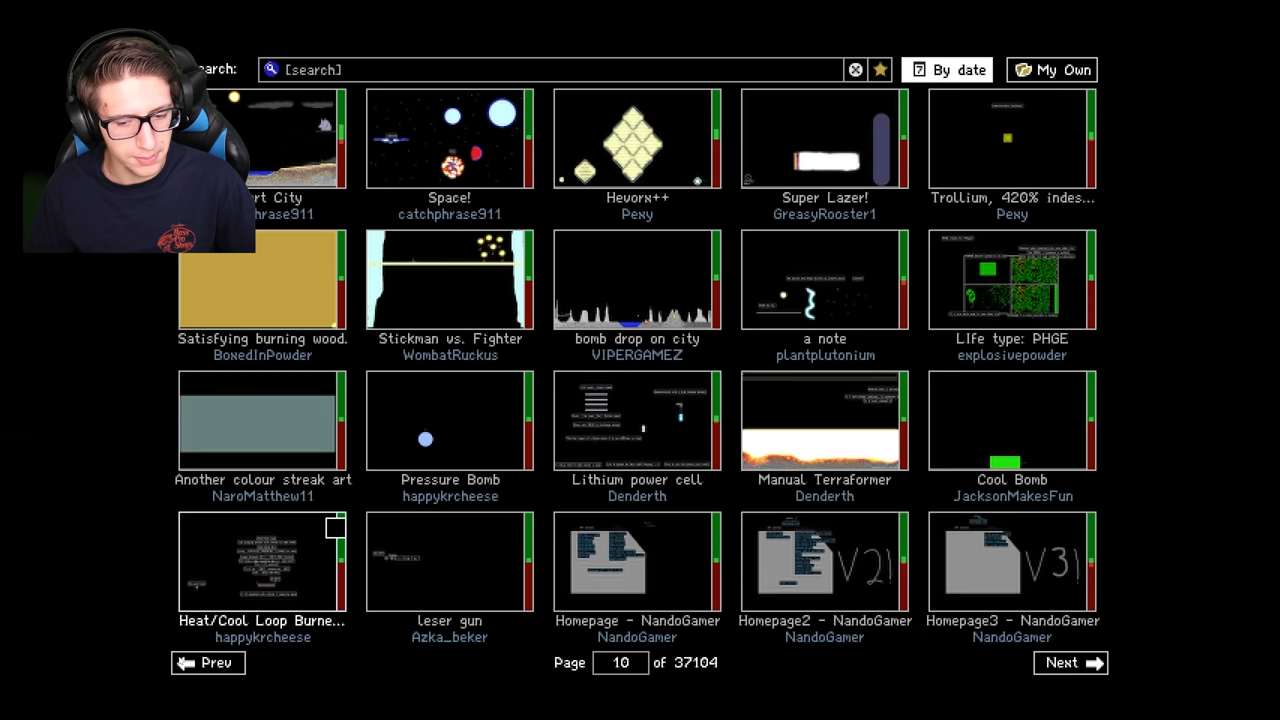 arch:
[search]
By date
My Own
rt City
Space!
Hevorx++
Super Lazer!
Trollium, 420% indes...
hrase911
catchphrase911
Pexy
GreasyRooster1
Pexy
Satisfying burning wood.
Stickman vs. Fighter
bomb drop on city
a note
LIfe type: PHGE
BoxedInPowder
WombatRuckus
VIPERGAMEZ
plantplutonium
explosivepowder
Another colour streak art
Pressure Bomb
Lithium power cell
Manual Terraformer
Cool Bomb
NaroMatthew11
happykrcheese
Denderth
Denderth
JacksonMakesFun
V2!
V3!
Heat/Cool Loop Burne...
leser gun
Homepage - NandoGamer
Homepage2 - NandoGamer
Homepage3 - NandoGamer
happykrcheese
Azka_beker
NandoGamer
NandoGamer
NandoGamer
Prev
Page 10 of 37104
Next